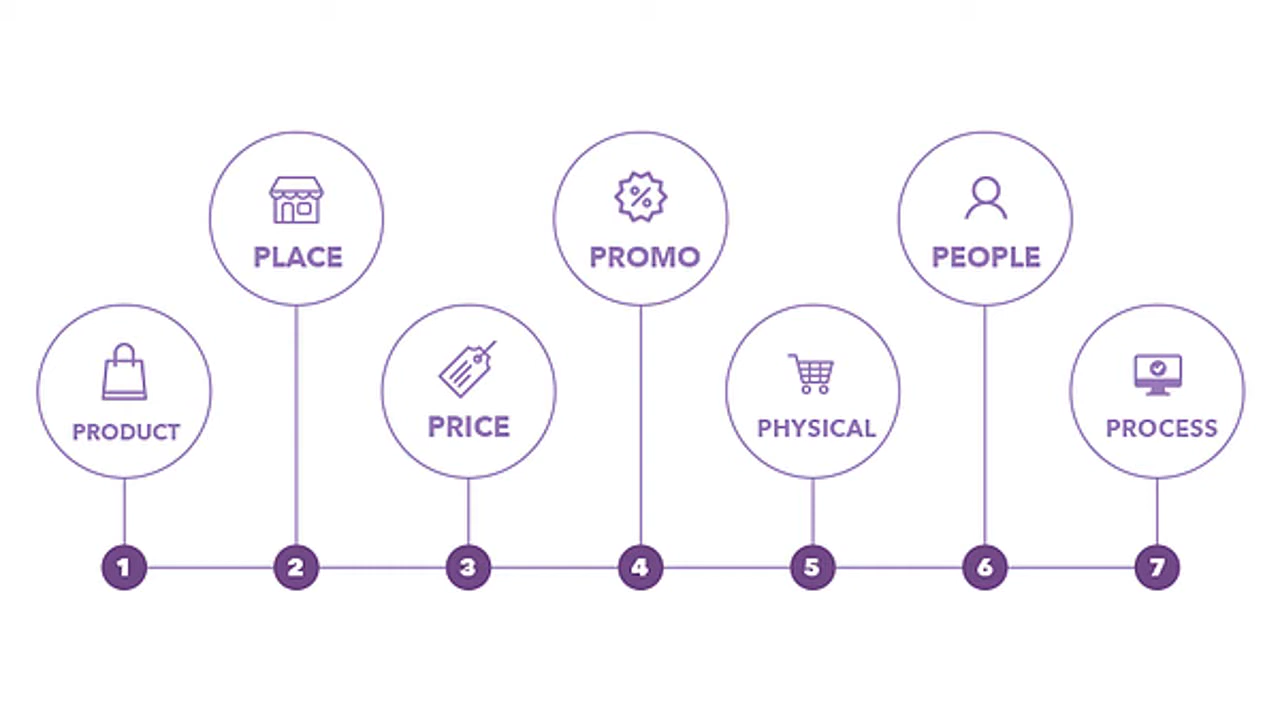 PLACE
PROMO
PEOPLE
PRODUCT
PRICE
PHYSICAL
PROCESS
1
2
3
4
5
6
7